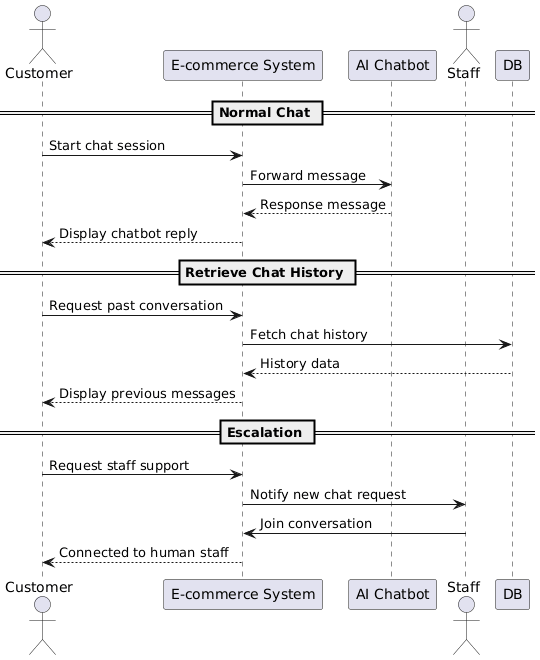 Customer
E-commerce System
AI Chatbot
Staff
DB
Normal Chat
Start chat session
Forward message
Response message
Display chatbot reply
Retrieve Chat History
Request past conversation
Fetch chat history
History data
Display previous messages
Escalation
Request staff support
Notify new chat request
Join conversation
Connected to human staff
Customer
E-commerce System
AI Chatbot
Staff
DB